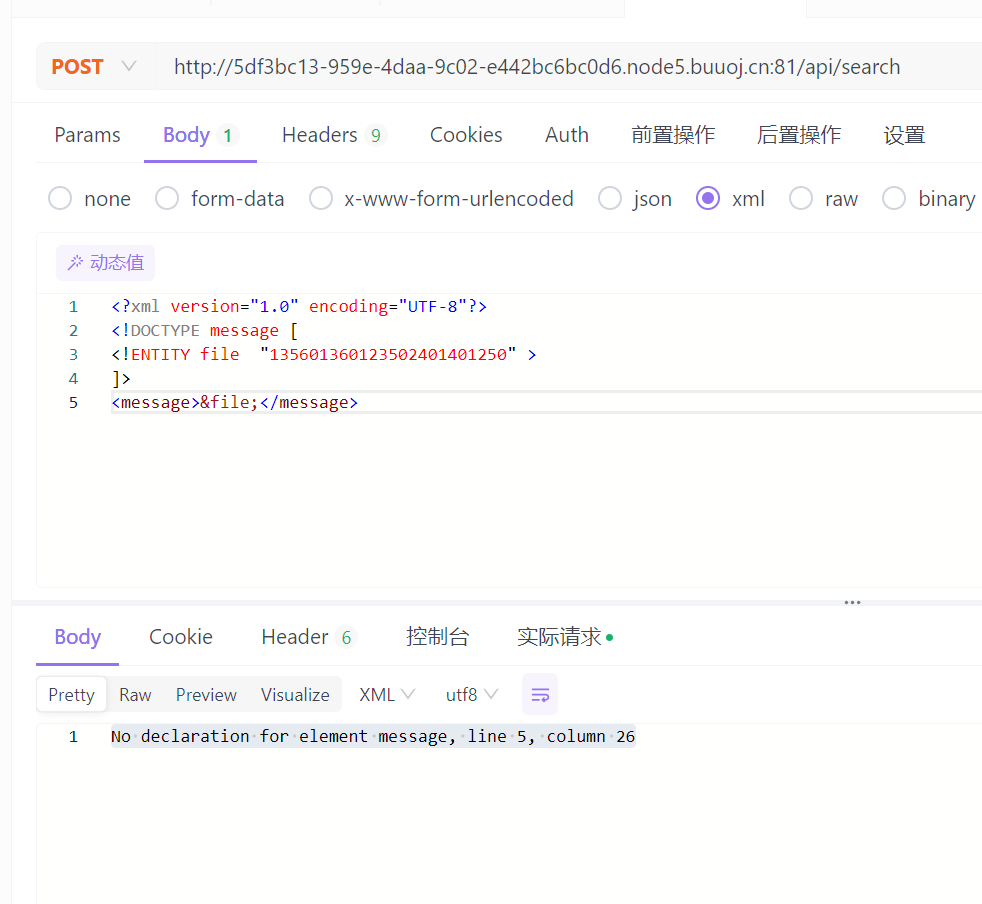 POST http://5df3bc13-959e-4daa-9c02-e442bc6bc0d6.node5.buuoj.cn:81/api/search
Params Body 1 Headers 9 Cookies Auth 前置操作 后置操作 设置
none form-data x-www-form-urlencoded json xml raw binary
动态值
1 <?xml version="1.0" encoding="UTF-8"?>
2 <!DOCTYPE message [
3 <!ENTITY file  "135601360123502401401250" >
4 ]>
5 <message>&file;</message>
Body Cookie Header 6 控制台 实际请求
Pretty Raw Preview Visualize XML utf8
1 No declaration for element message, line 5, column 26